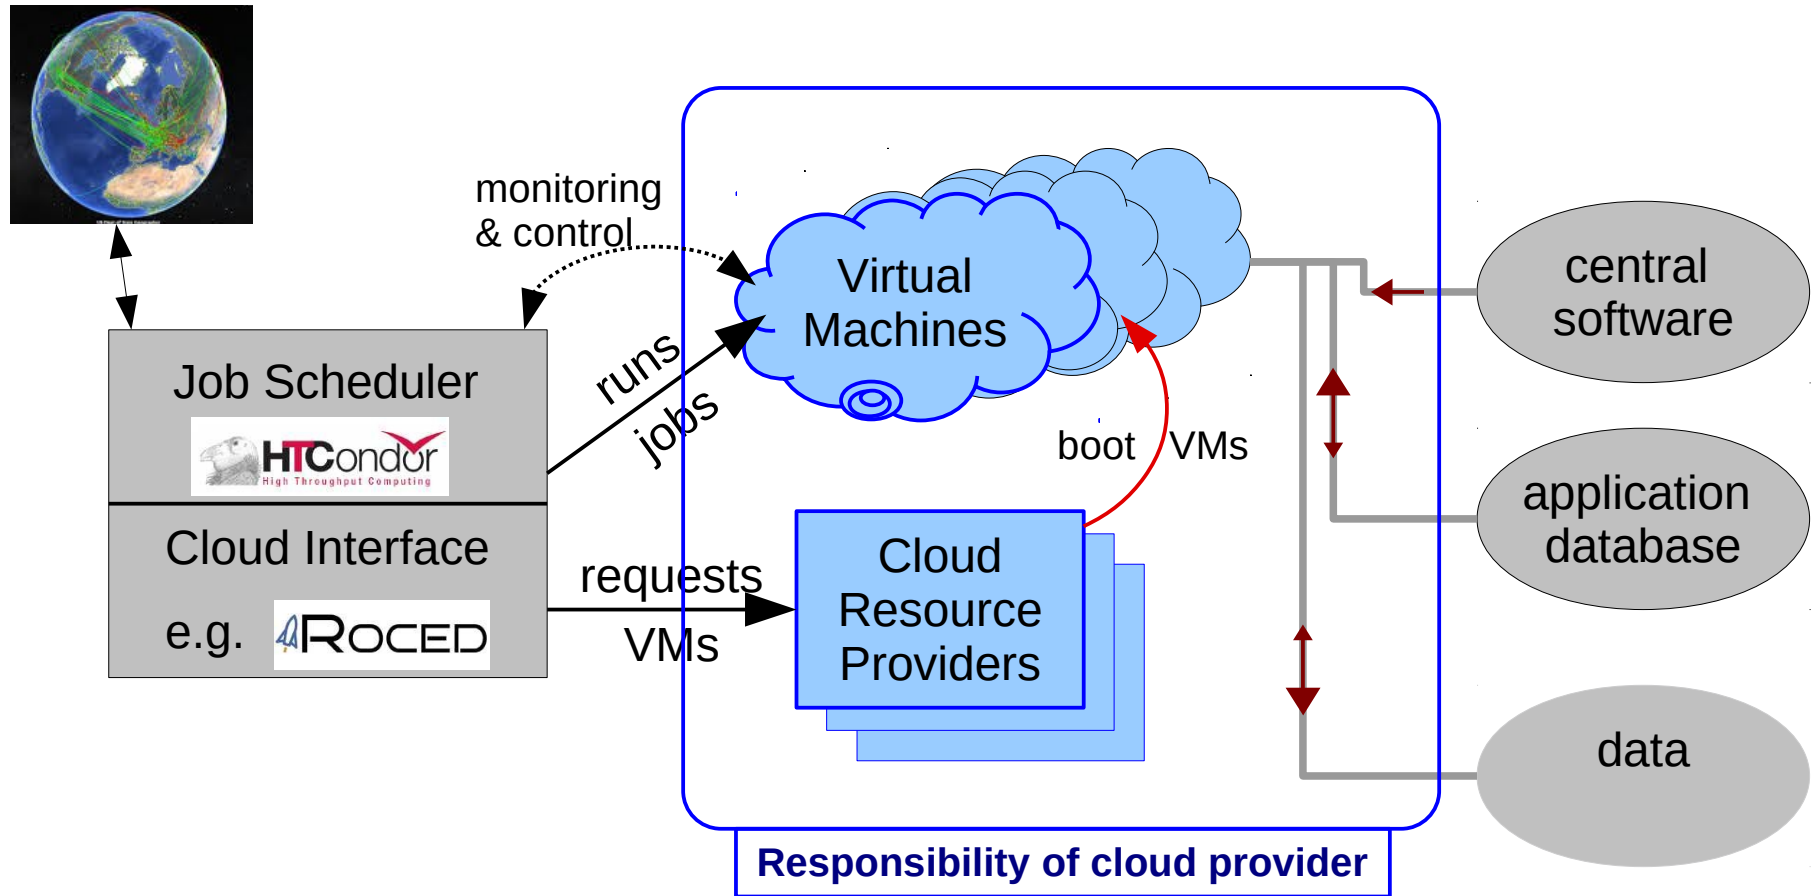 monitoring
& control
Virtual
Machines
central
software
runs
jobs
Job Scheduler
HTCondor
High Throughput Computing
boot VMs
application
database
Cloud Interface
e.g. ROCED
requests
VMs
Cloud
Resource
Providers
data
Responsibility of cloud provider